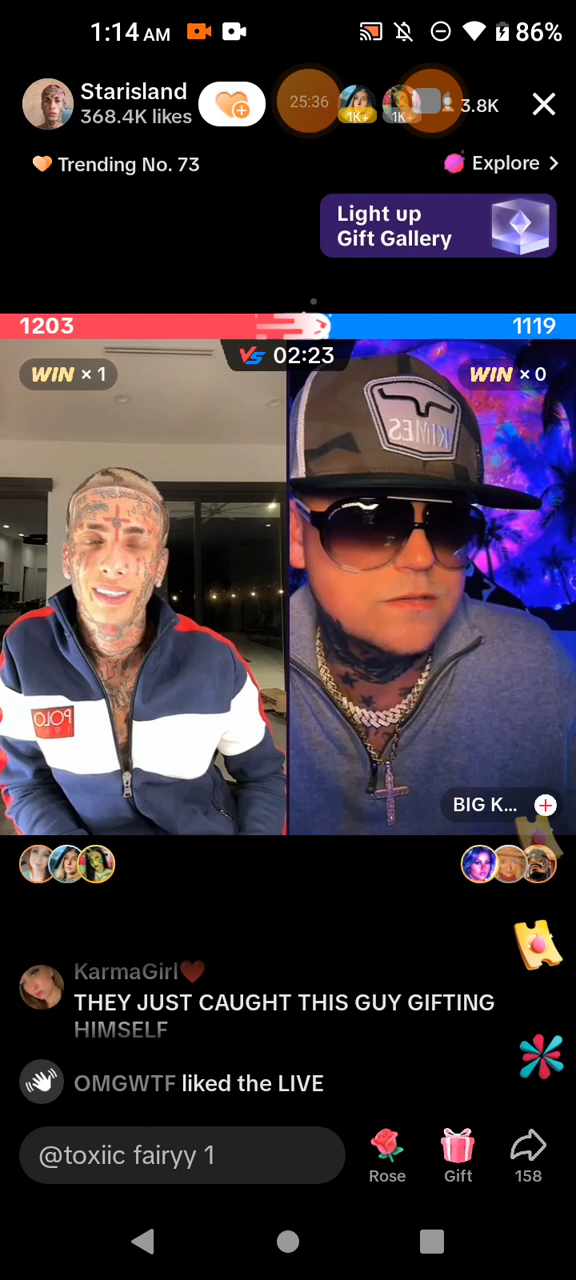 1:14 AM
86%
Starisland
368.4K likes
25:36
1K+
1K+
3.8K
Trending No. 73
Explore >
Light up
Gift Gallery
1203
1119
VS 02:23
WIN × 1
WIN × 0
KIMES
POLO
BIG K...
KarmaGirl❤️
THEY JUST CAUGHT THIS GUY GIFTING
HIMSELF
OMGWTF liked the LIVE
@toxiic fairyy 1
Rose
Gift
158